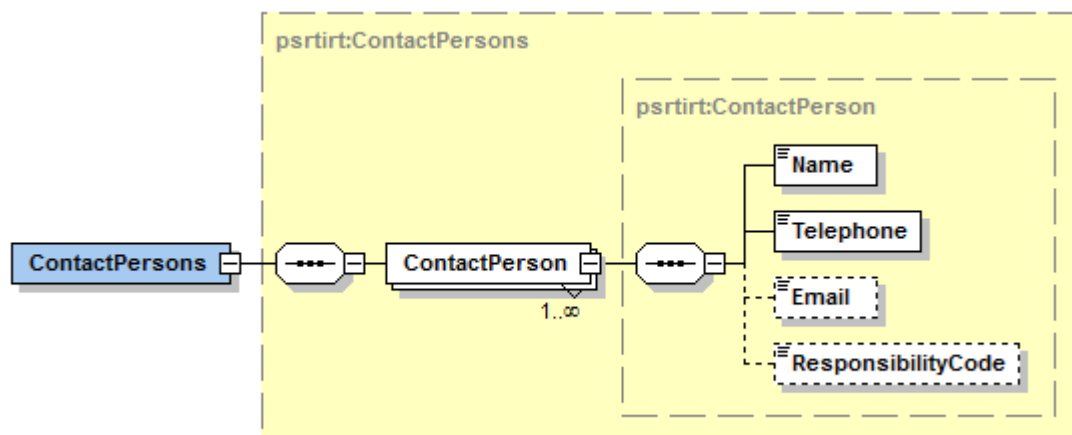 psrtirt:ContactPersons
psrtirt:ContactPerson
Name
Telephone
ContactPersons
ContactPerson
1..∞
Email
ResponsibilityCode